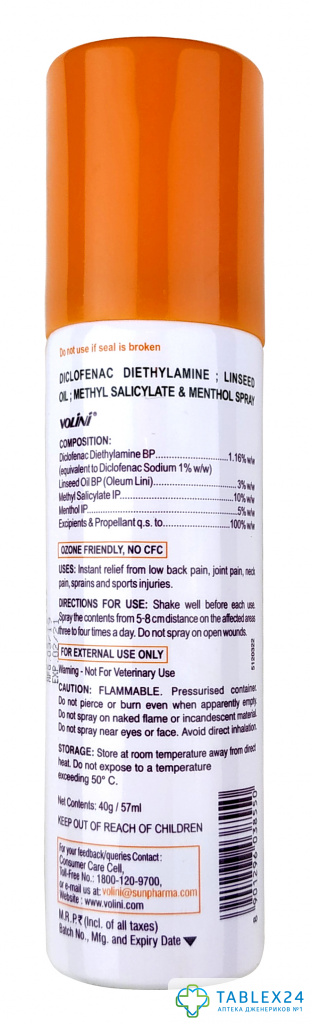 Do not use if seal is broken
DICLOFENAC DIETHYLAMINE ; LINSEED
OIL ; METHYL SALICYLATE & MENTHOL SPRAY
VOLINI®
COMPOSITION:
Diclofenac Diethylamine BP..............................1.16% w/w
(equivalent to Diclofenac Sodium 1% w/w)
Linseed Oil BP (Oleum Lini)..............................3% w/w
Methyl Salicylate IP..............................10% w/w
Menthol IP..............................5% w/w
Excipients & Propellant q.s. to..............................100% w/w
OZONE FRIENDLY, NO CFC
USES: Instant relief from low back pain, joint pain, neck
pain, sprains and sports injuries.
DIRECTIONS FOR USE: Shake well before each use.
Spray the contents from 5-8 cm distance on the affected areas
three to four times a day. Do not spray on open wounds.
FOR EXTERNAL USE ONLY
Warning - Not For Veterinary Use
CAUTION: FLAMMABLE. Pressurised container.
Do not pierce or burn even when apparently empty.
Do not spray on naked flame or incandescent material.
Do not spray near eyes or face. Avoid direct inhalation.
STORAGE: Store at room temperature away from direct
heat. Do not expose to a temperature
exceeding 50° C.
Net Contents: 40g / 57ml
KEEP OUT OF REACH OF CHILDREN
For your feedback/queries Contact :
Consumer Care Cell,
Toll-Free No.: 1800-120-9700,
or e-mail us at volini@sunpharma.com
Website : www.volini.com
M.R.P.₹ (Incl. of all taxes)
Batch No., Mfg. and Expiry Date
5120322
8 901296 038550
TABLEX24
АПТЕКА ДЖЕНЕРИКОВ №1